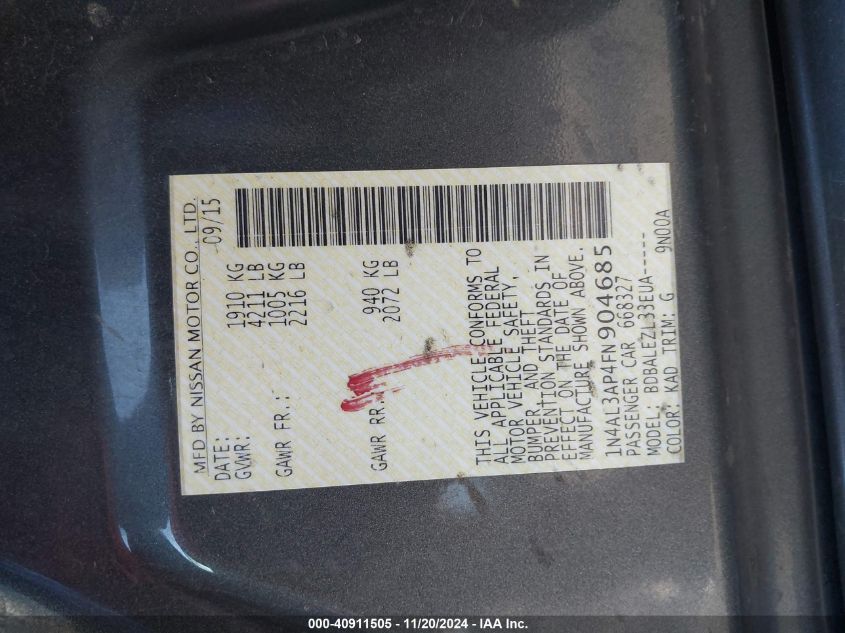 MFD BY NISSAN MOTOR CO., LTD.
DATE: 09/15
GVWR: 1910 KG
4211 LB
GAWR FR.: 1005 KG
2216 LB
GAWR RR.: 940 KG
2072 LB
THIS VEHICLE CONFORMS TO
ALL APPLICABLE FEDERAL
MOTOR VEHICLE SAFETY,
BUMPER AND THEFT
PREVENTION STANDARDS IN
EFFECT ON THE DATE OF
MANUFACTURE SHOWN ABOVE.
1N4AL3AP4FN904685
PASSENGER CAR 668327
MODEL: BDBALEZL33EUA-----
COLOR: KAD TRIM: G 9N00A
000-40911505 - 11/20/2024 - IAA Inc.